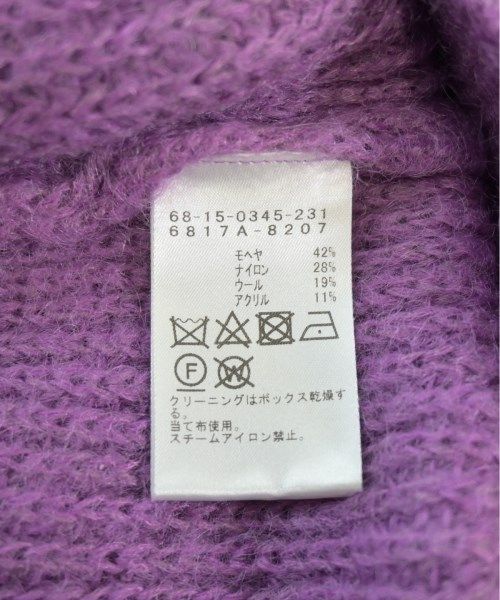 68-15-0345-231
6817A-8207
モヘヤ 42%
ナイロン 28%
ウール 19%
アクリル 11%
F W
クリーニングはボックス乾燥す
る。
当て布使用。
スチームアイロン禁止。